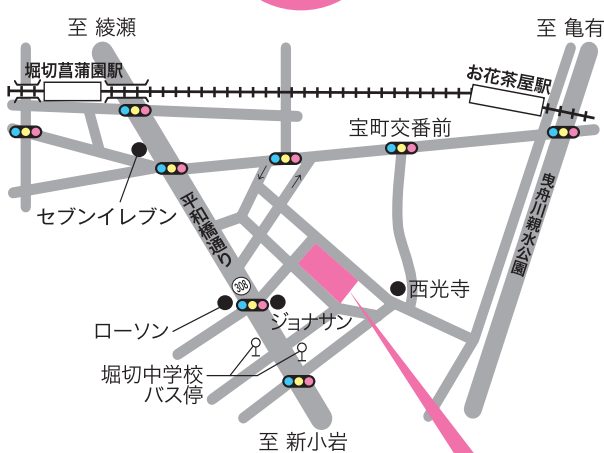 至 綾瀬
至 亀有
堀切菖蒲園駅
お花茶屋駅
宝町交番前
セブンイレブン
平和橋通り
曳舟川親水公園
308
西光寺
ローソン
ジョナサン
堀切中学校
バス停
至 新小岩